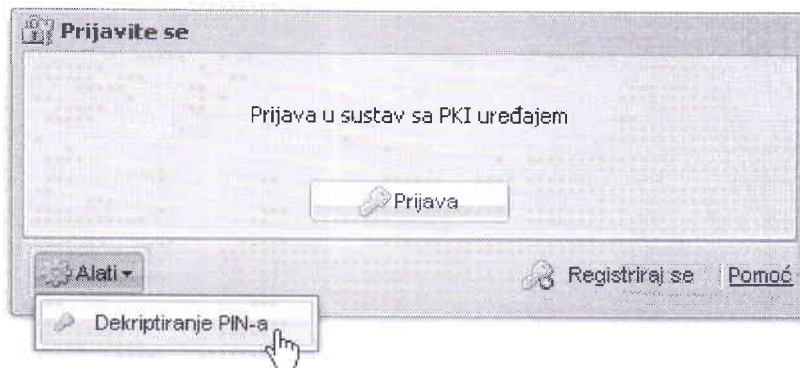 Prijavite se
Prijava u sustav sa PKI uređajem
Prijava
Alati
Registriraj se Pomoć
Dekriptiranje PIN-a